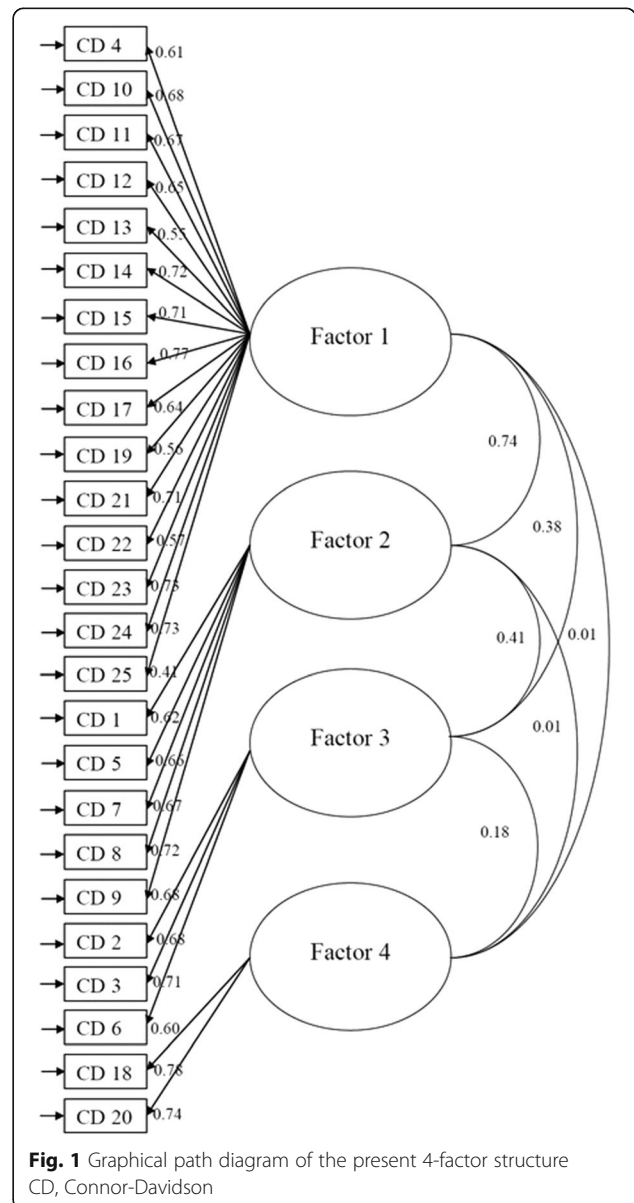 CD 4
0.61
CD 10
0.68
CD 11
0.67
CD 12
0.65
CD 13
0.55
CD 14
0.72
CD 15
0.71
CD 16
0.77
CD 17
0.64
CD 19
0.56
CD 21
0.71
CD 22
0.57
CD 23
0.73
CD 24
0.73
CD 25
0.41
CD 1
0.62
CD 5
0.66
CD 7
0.67
CD 8
0.72
CD 9
0.68
CD 2
0.68
CD 3
0.71
CD 6
0.60
CD 18
0.78
CD 20
0.74
Factor 1
Factor 2
Factor 3
Factor 4
0.74
0.38
0.41
0.01
0.01
0.18
Fig. 1 Graphical path diagram of the present 4-factor structure
CD, Connor-Davidson